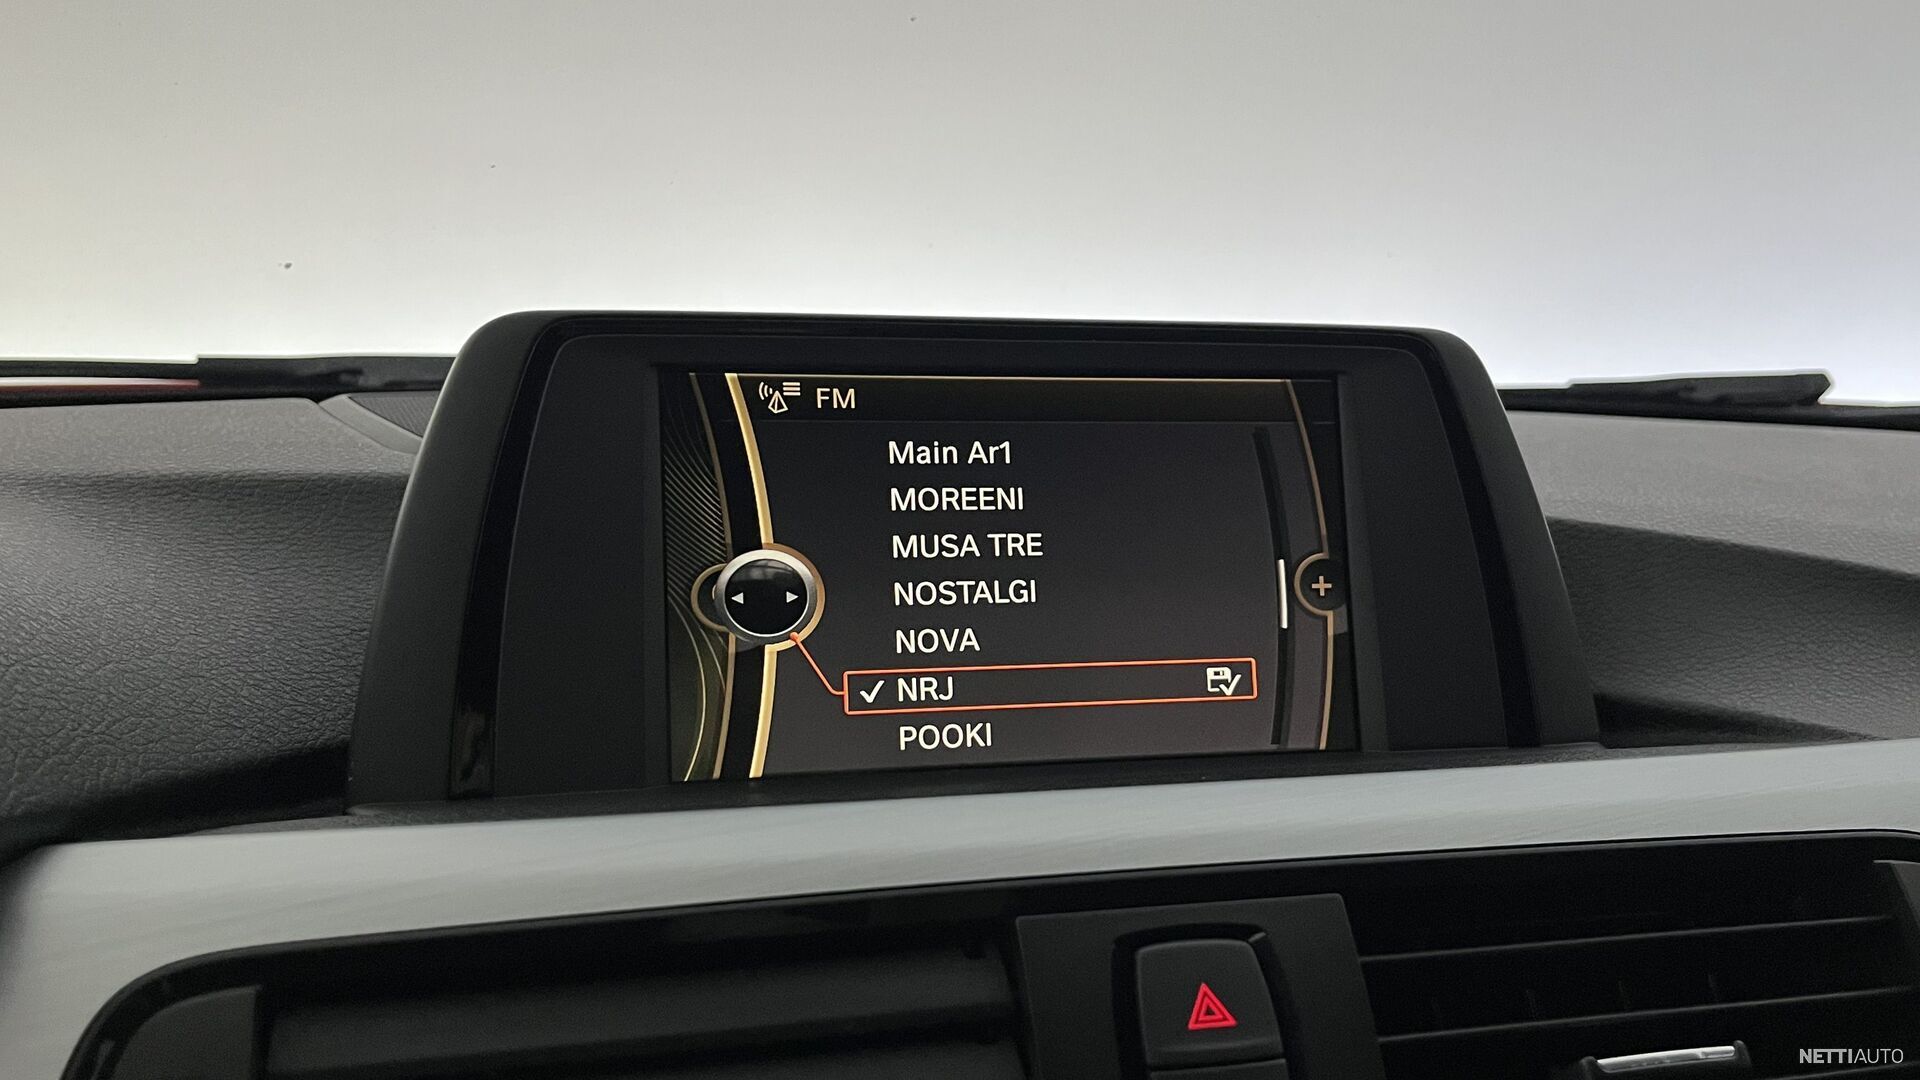 FM
Main Ar1
MOREENI
MUSA TRE
NOSTALGI
NOVA
NRJ
POOKI
NETTIAUTO